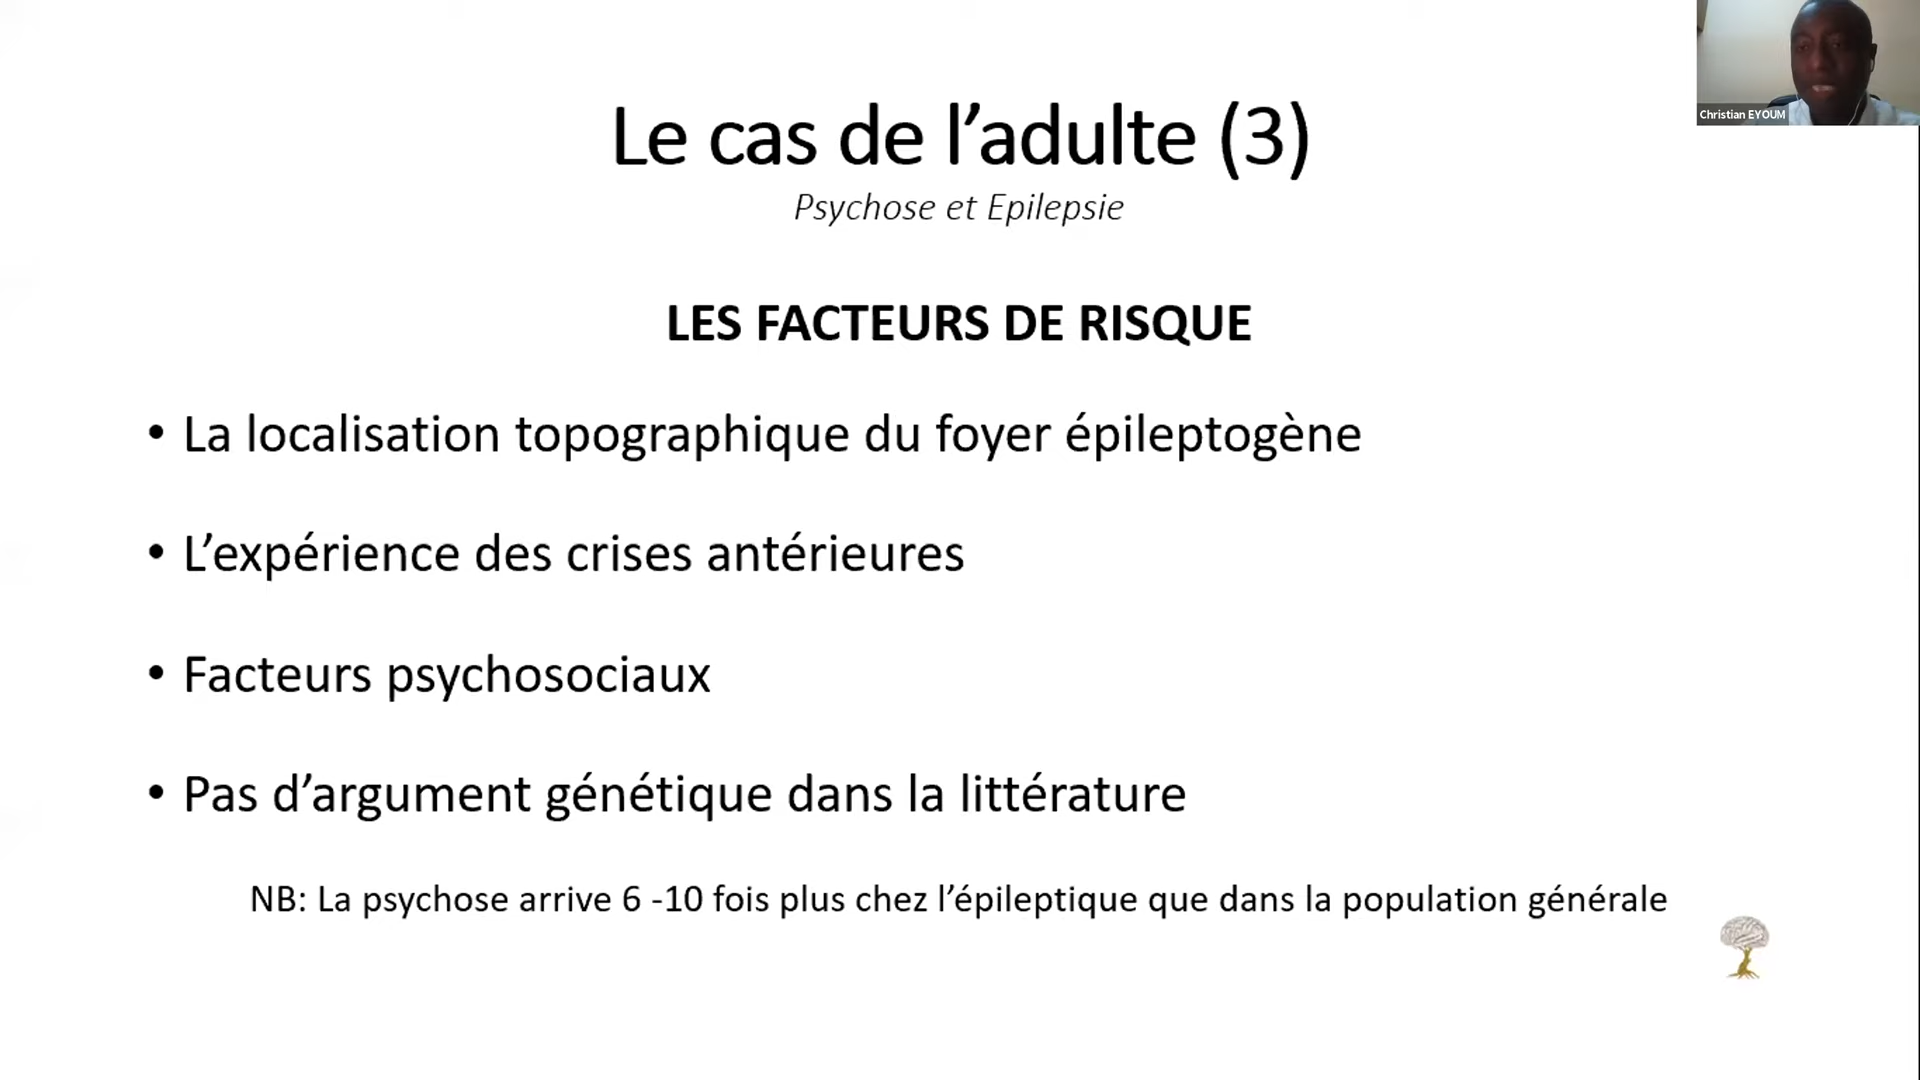 Christian EYOUM
Le cas de l’adulte (3)
Psychose et Epilepsie
LES FACTEURS DE RISQUE
• La localisation topographique du foyer épileptogène
• L’expérience des crises antérieures
• Facteurs psychosociaux
• Pas d’argument génétique dans la littérature
NB: La psychose arrive 6 -10 fois plus chez l’épileptique que dans la population générale